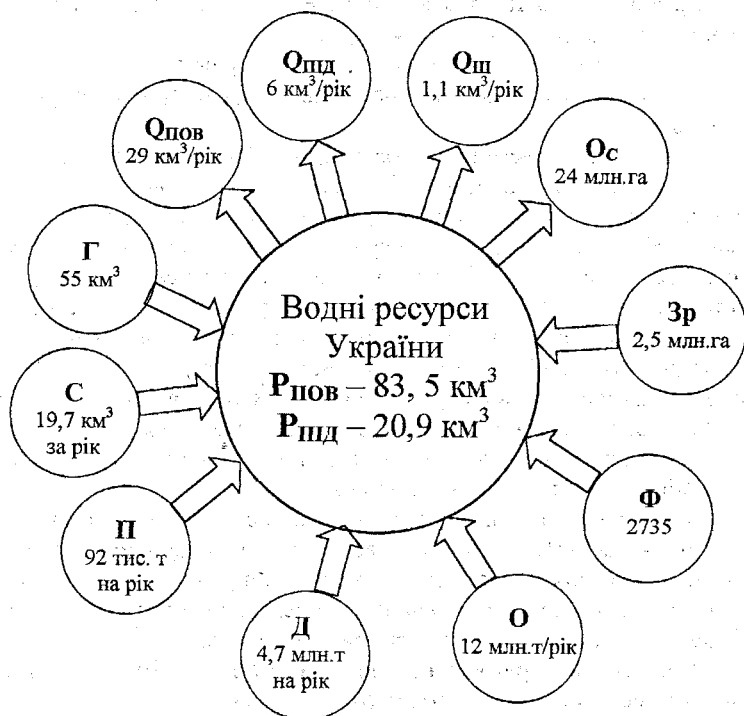 Qпід
6 км³/рік
Qш
1,1 км³/рік
Qпов
29 км³/рік
Ос
24 млн.га
Г
55 км³
Зр
2,5 млн.га
Водні ресурси
України
Рпов – 83, 5 км³
Рпід – 20,9 км³
С
19,7 км³
за рік
Ф
2735
П
92 тис. т
на рік
Д
4,7 млн.т
на рік
О
12 млн.т/рік